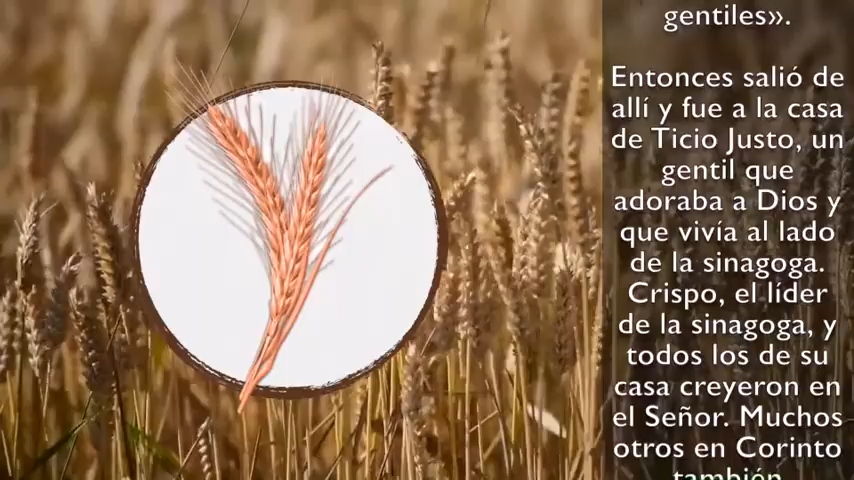 gentiles».
Entonces salió de
allí y fue a la casa
de Ticio Justo, un
gentil que
adoraba a Dios y
que vivía al lado
de la sinagoga.
Crispo, el líder
de la sinagoga, y
todos los de su
casa creyeron en
el Señor. Muchos
otros en Corinto
también